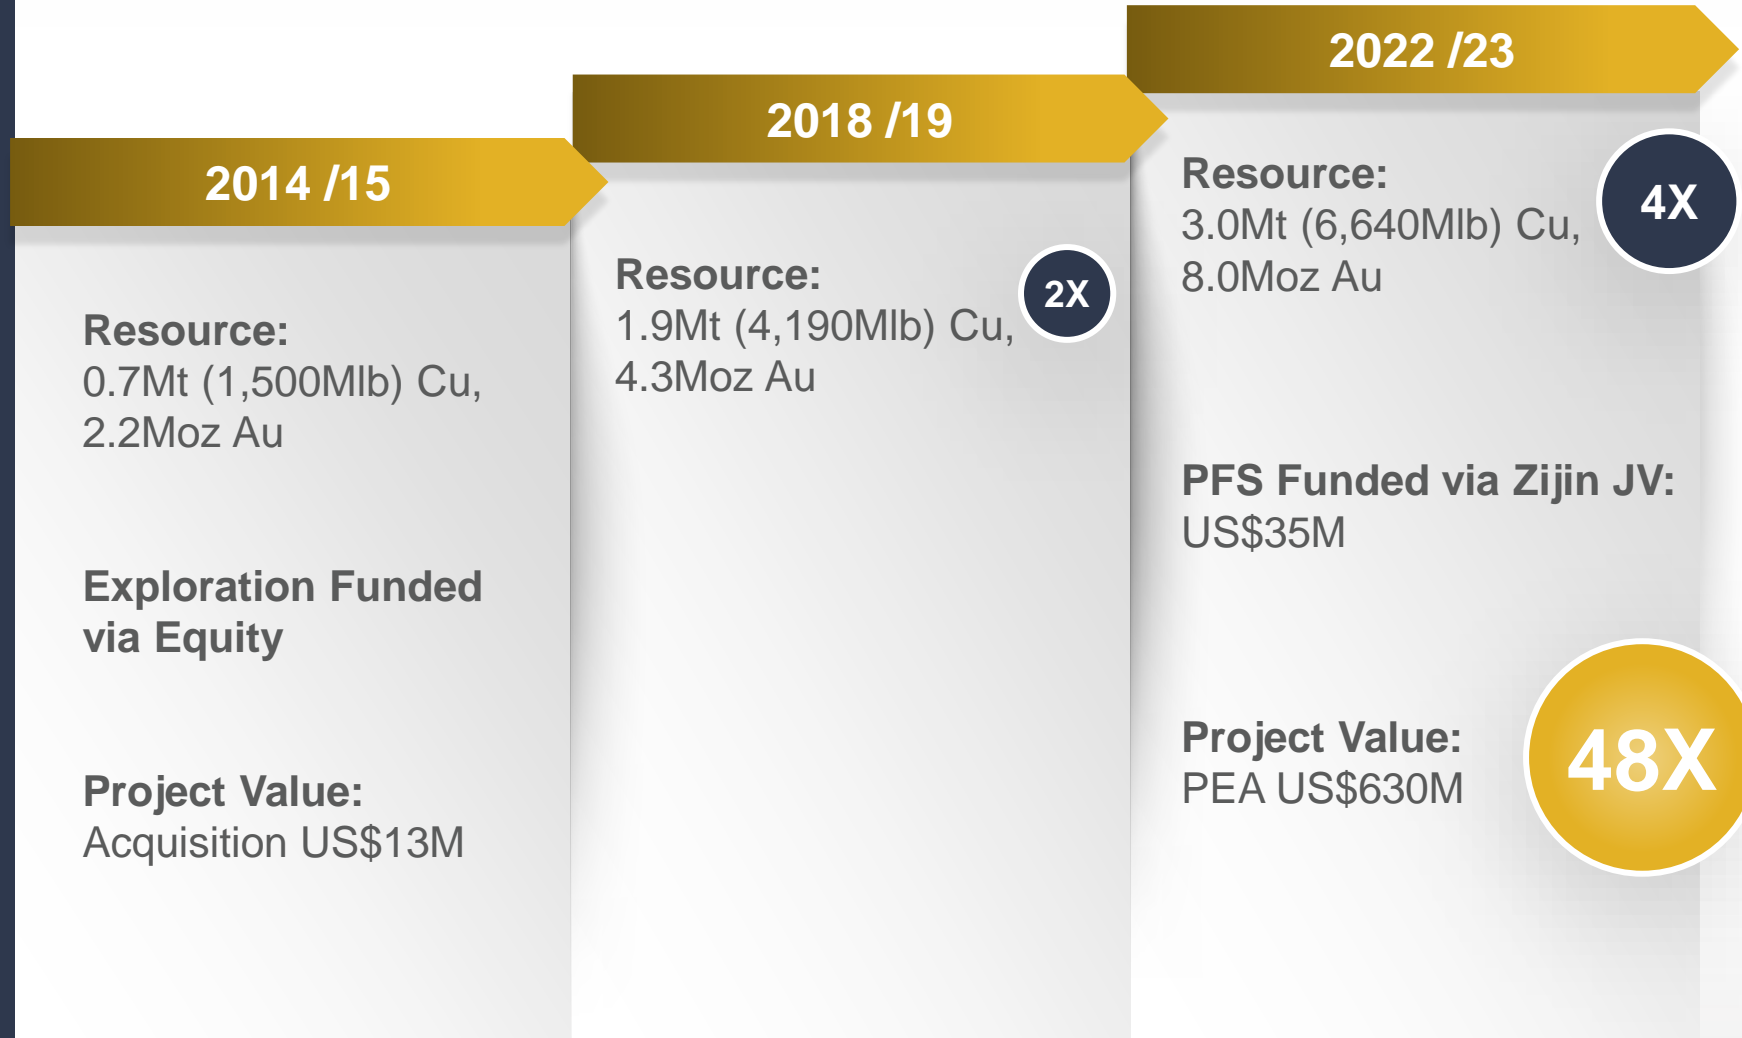 2014 /15
Resource:
0.7Mt (1,500Mlb) Cu,
2.2Moz Au
Exploration Funded
via Equity
Project Value:
Acquisition US$13M
2018 /19
Resource:
1.9Mt (4,190Mlb) Cu,
4.3Moz Au
2X
2022 /23
Resource:
3.0Mt (6,640Mlb) Cu,
8.0Moz Au
4X
PFS Funded via Zijin JV:
US$35M
Project Value:
PEA US$630M
48X